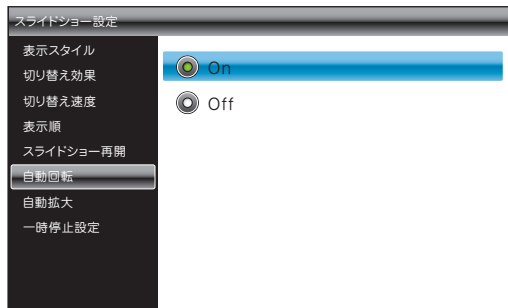 スライドショー設定
表示スタイル
切り替え効果
切り替え速度
表示順
スライドショー再開
自動回転
自動拡大
一時停止設定
On
Off